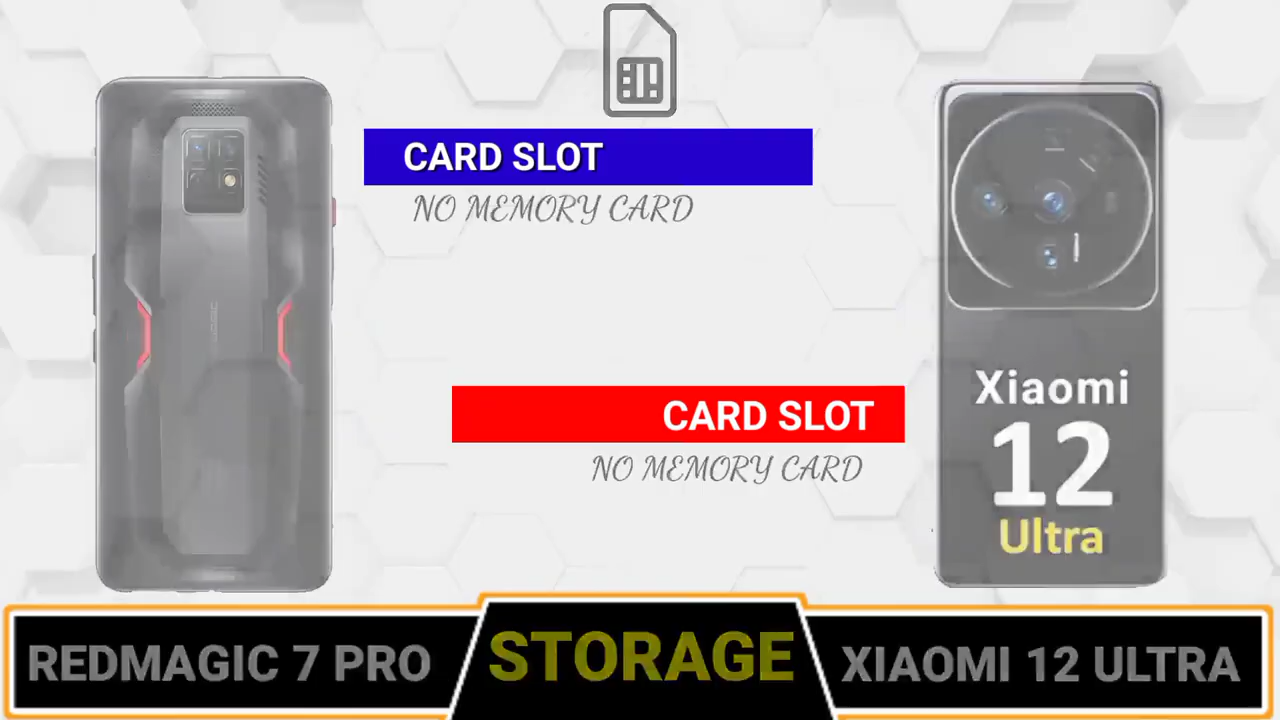 CARD SLOT
NO MEMORY CARD
CARD SLOT
NO MEMORY CARD
Xiaomi
12
Ultra
REDMAGIC 7 PRO
STORAGE
XIAOMI 12 ULTRA